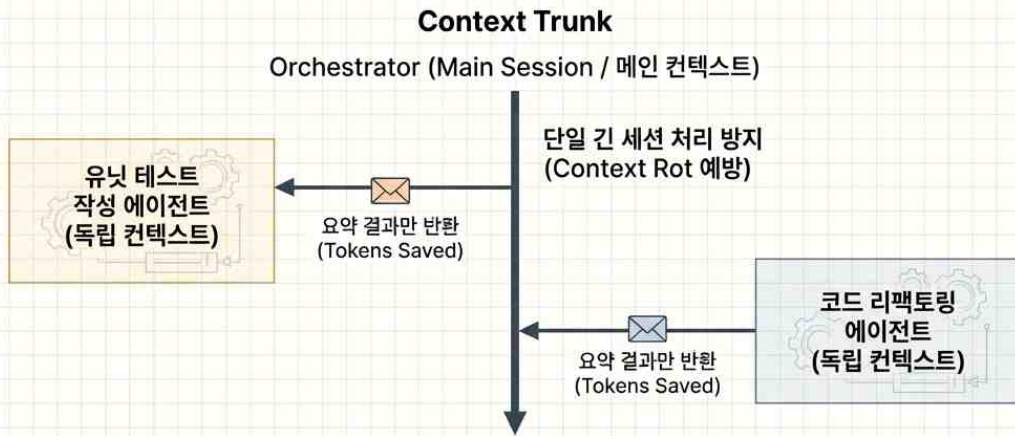 Context Trunk
Orchestrator (Main Session / 메인 컨텍스트)
단일 긴 세션 처리 방지
(Context Rot 예방)
유닛 테스트
작성 에이전트
(독립 컨텍스트)
요약 결과만 반환
(Tokens Saved)
코드 리팩토링
에이전트
(독립 컨텍스트)
요약 결과만 반환
(Tokens Saved)